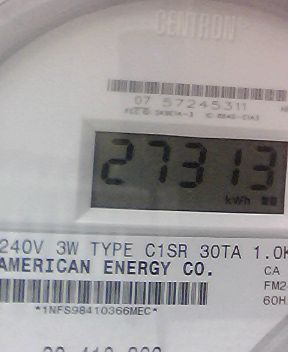 CENTRON
07 57245311
27313
kWh
240V 3W TYPE C1SR 30TA 1.0K
AMERICAN ENERGY CO.
CA
FM2
60H
*1NFS98410366MEC*